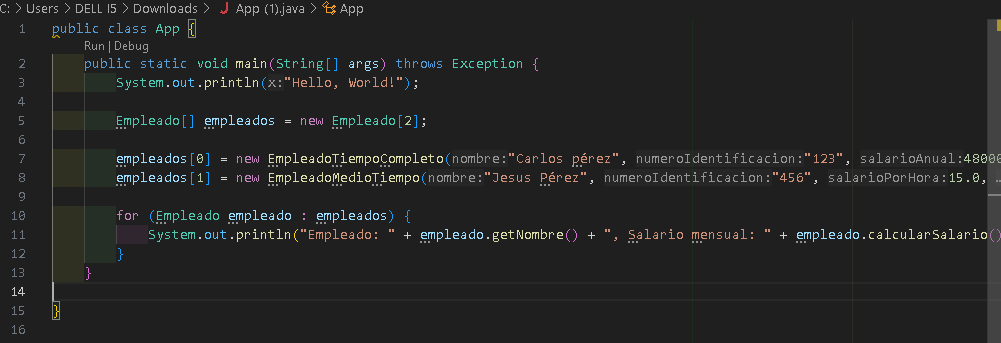 C: > Users > DELL I5 > Downloads > J App (1).java > App
1 public class App {
Run | Debug
2 public static void main(String[] args) throws Exception {
3 System.out.println(x:"Hello, World!");
4
5 Empleado[] empleados = new Empleado[2];
6
7 empleados[0] = new EmpleadoTiempoCompleto(nombre:"Carlos pérez", numeroIdentificacion:"123", salarioAnual:48000
8 empleados[1] = new EmpleadoMedioTiempo(nombre:"Jesus Pérez", numeroIdentificacion:"456", salarioPorHora:15.0, …
9
10 for (Empleado empleado : empleados) {
11 System.out.println("Empleado: " + empleado.getNombre() + ", Salario mensual: " + empleado.calcularSalario()
12 }
13 }
14
15 }
16